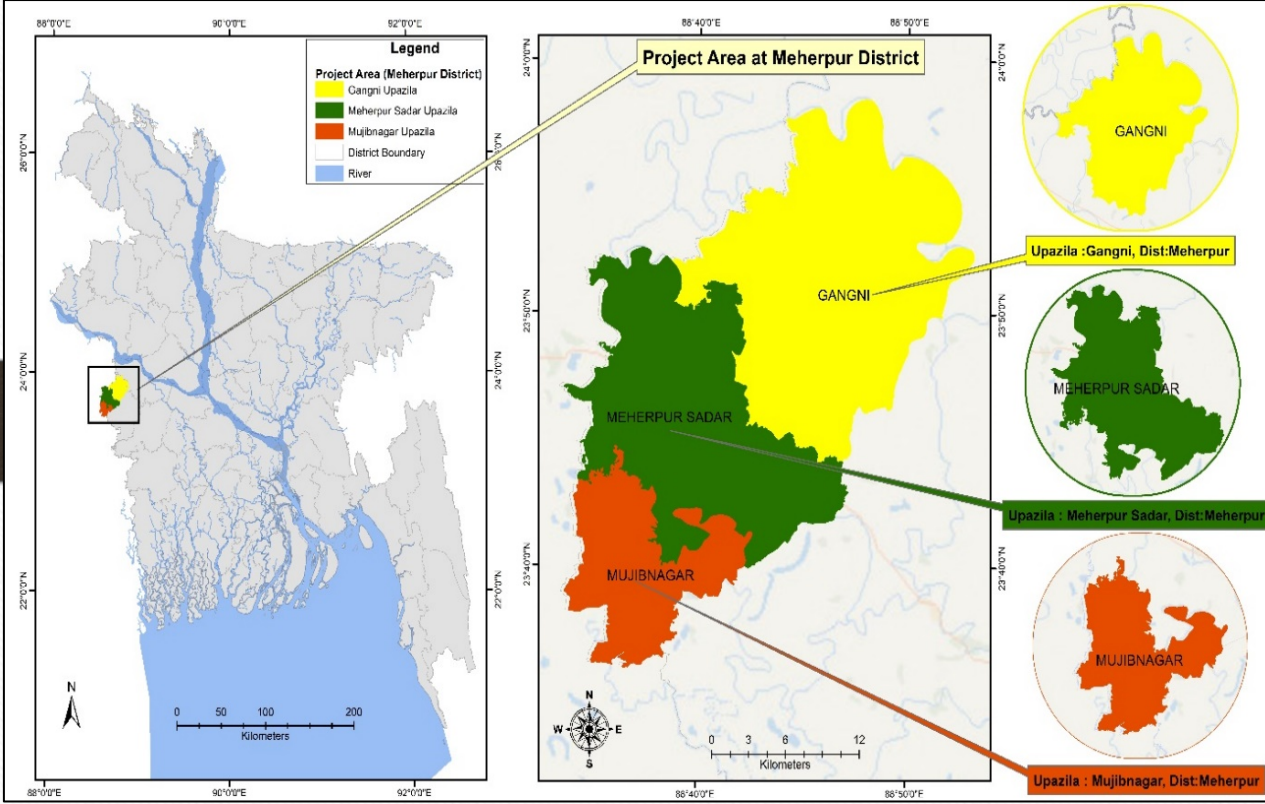 88°0'0"E
90°0'0"E
92°0'0"E
Legend
Project Area (Meherpur District)
Gangni Upazila
Meherpur Sadar Upazila
Mujibnagar Upazila
District Boundary
River
26°0'0"N
24°0'0"N
22°0'0"N
26°0'0"N
24°0'0"N
22°0'0"N
N
0 50 100 200
Kilometers
88°0'0"E
90°0'0"E
92°0'0"E
88°40'0"E
88°50'0"E
Project Area at Meherpur District
24°0'0"N
23°50'0"N
23°40'0"N
24°0'0"N
23°50'0"N
23°40'0"N
GANGNI
MEHERPUR SADAR
MUJIBNAGAR
N
W E
S
0 3 6 12
Kilometers
88°40'0"E
88°50'0"E
GANGNI
Upazila :Gangni, Dist:Meherpur
MEHERPUR SADAR
Upazila : Meherpur Sadar, Dist:Meherpur
MUJIBNAGAR
Upazila : Mujibnagar, Dist:Meherpur